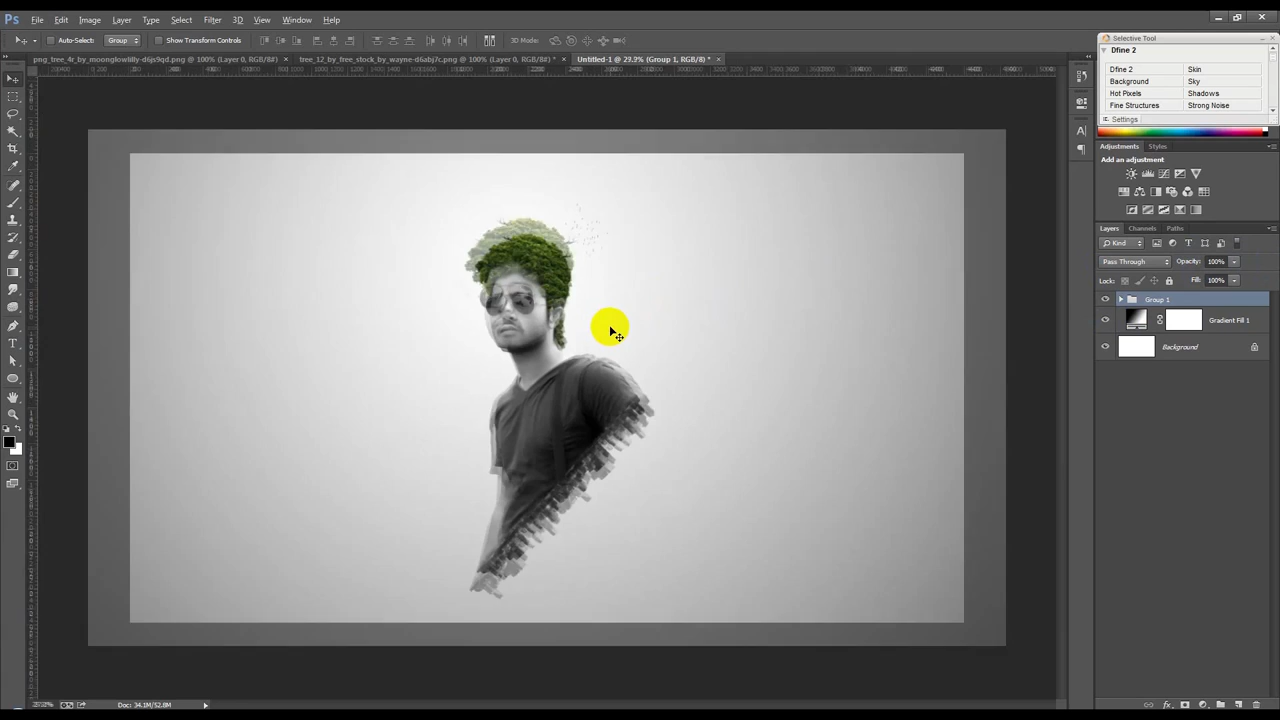 Ps File Edit Image Layer Type Select Filter 3D View Window Help
Auto-Select: Group Show Transform Controls 3D Mode:
png_tree_4r_by_moonglowlilly-d6js9qd.png @ 100% (Layer 0, RGB/8#) × tree_12_by_free_stock_by_wayne-d6abj7c.png @ 100% (Layer 0, RGB/8#) * × Untitled-1 @ 29.9% (Group 1, RGB/8) * ×
Selective Tool
Dfine 2
Dfine 2 Skin
Background Sky
Hot Pixels Shadows
Fine Structures Strong Noise
Settings
Adjustments Styles
Add an adjustment
Layers Channels Paths
Kind
Pass Through Opacity: 100%
Lock: Fill: 100%
Group 1
Gradient Fill 1
Background
Doc: 34.1M/52.8M